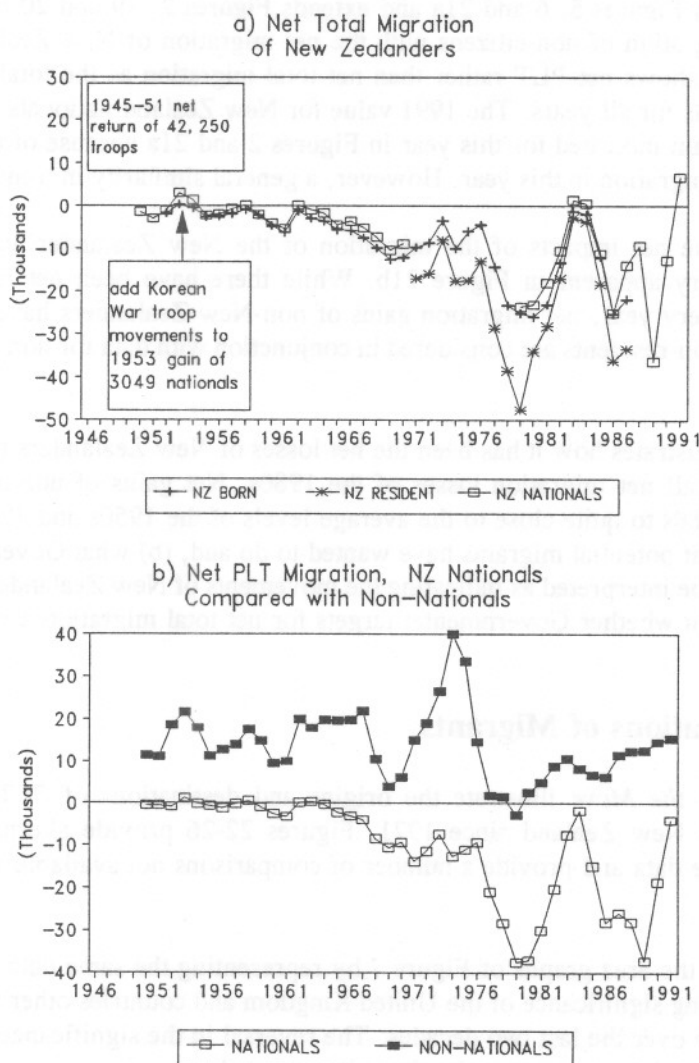 a) Net Total Migration
of New Zealander
30
20
10
0
-10
-20
-30
-40
-50
(Thousands)
1945-51 net
return of 42, 250
troops
add Korean
War troop
movements to
1953 gain of
3049 nationals
1946 1951 1956 1961 1966 1971 1976 1981 1986 1991
NZ BORN NZ RESIDENT NZ NATIONALS
b) Net PLT Migration, NZ Nationals
Compared with Non-Nationals
40
30
20
10
0
-10
-20
-30
-40
(Thousands)
1946 1951 1956 1961 1966 1971 1976 1981 1986 1991
NATIONALS NON-NATIONALS